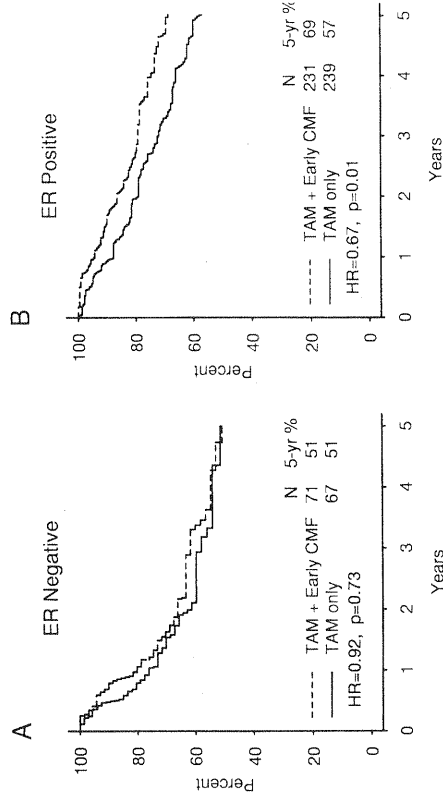 A
ER Negative
100
80
60
40
20
0
Percent
N 5-yr %
TAM + Early CMF 71 51
TAM only 67 51
HR=0.92, p=0.73
0 1 2 3 4 5
Years
B
ER Positive
100
80
60
40
20
0
Percent
N 5-yr %
TAM + Early CMF 231 69
TAM only 239 57
HR=0.67, p=0.01
0 1 2 3 4 5
Years